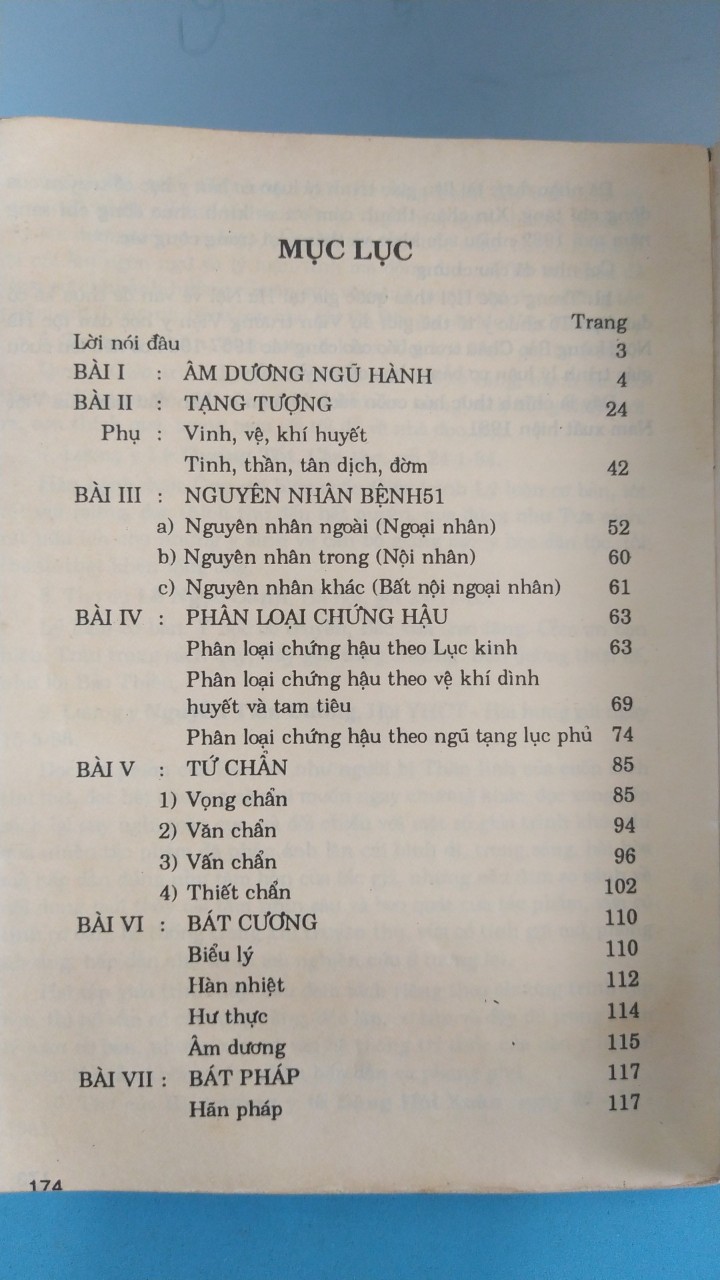 MỤC LỤC
Trang
Lời nói đầu 3
BÀI I : ÂM DƯƠNG NGŨ HÀNH 4
BÀI II : TẠNG TƯỢNG 24
Phụ : Vinh, vệ, khí huyết
Tinh, thần, tân dịch, đờm 42
BÀI III : NGUYÊN NHÂN BỆNH51
a) Nguyên nhân ngoài (Ngoại nhân) 52
b) Nguyên nhân trong (Nội nhân) 60
c) Nguyên nhân khác (Bất nội ngoại nhân) 61
BÀI IV : PHÂN LOẠI CHỨNG HẬU 63
Phân loại chứng hậu theo Lục kinh 63
Phân loại chứng hậu theo vệ khí dình
huyết và tam tiêu 69
Phân loại chứng hậu theo ngũ tạng lục phủ 74
BÀI V : TỨ CHẨN 85
1) Vọng chẩn 85
2) Văn chẩn 94
3) Vấn chẩn 96
4) Thiết chẩn 102
BÀI VI : BÁT CƯƠNG 110
Biểu lý 110
Hàn nhiệt 112
Hư thực 114
Âm dương 115
BÀI VII : BÁT PHÁP 117
Hãn pháp 117
174